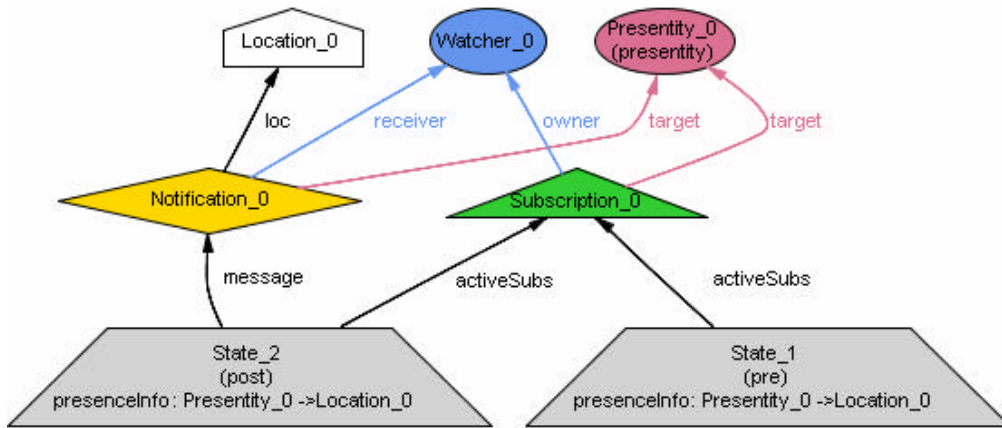 Location_0
Watcher_0
Presentity_0
(presentity)
loc
receiver
owner
target
target
Notification_0
Subscription_0
message
activeSubs
activeSubs
State_2
(post)
presenceInfo: Presentity_0 ->Location_0
State_1
(pre)
presenceInfo: Presentity_0 ->Location_0